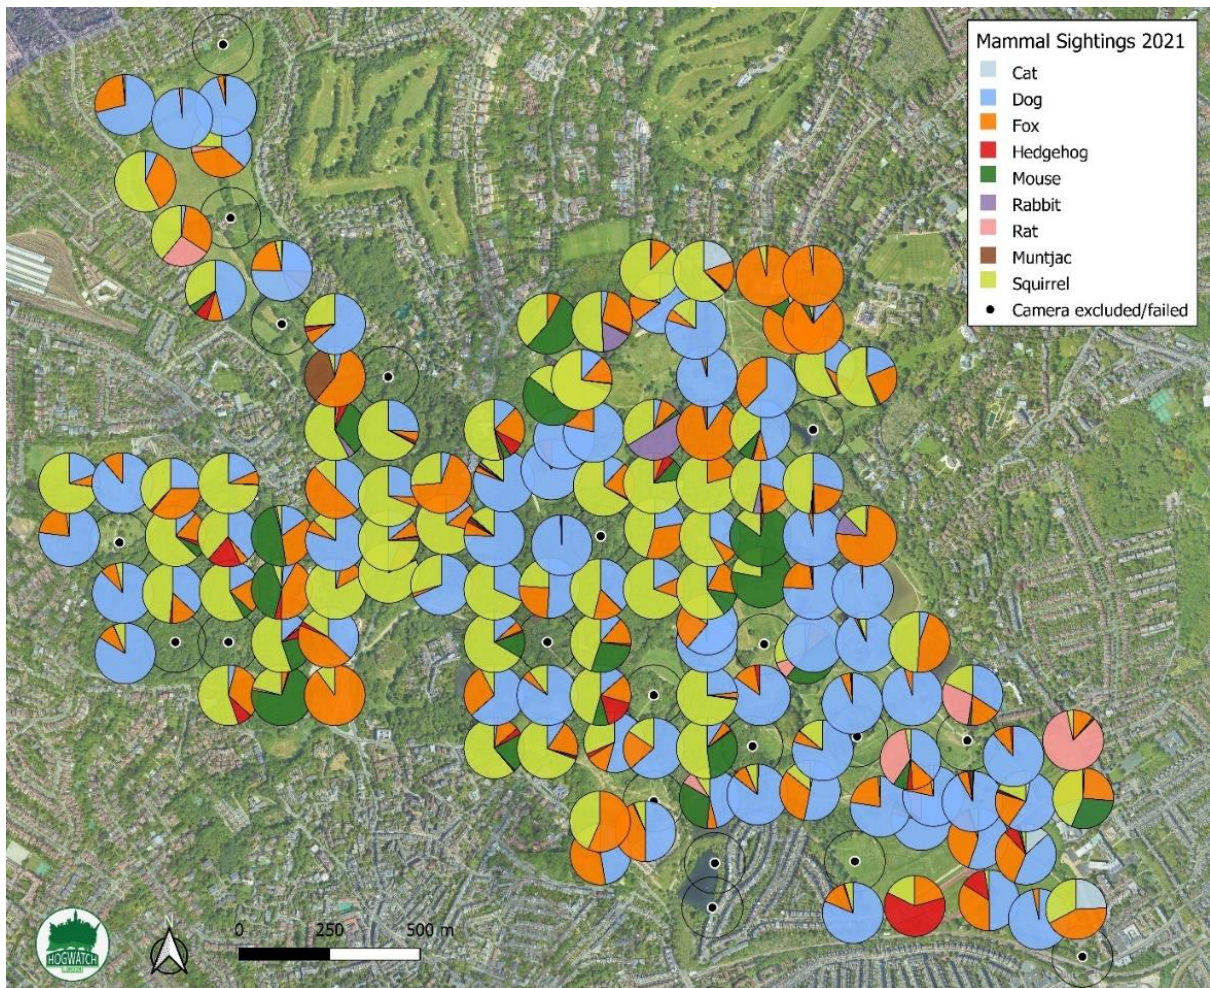 Mammal Sightings 2021
Cat
Dog
Fox
Hedgehog
Mouse
Rabbit
Rat
Muntjac
Squirrel
Camera excluded/failed
N
0 250 500 m
HOGWATCH
LONDON